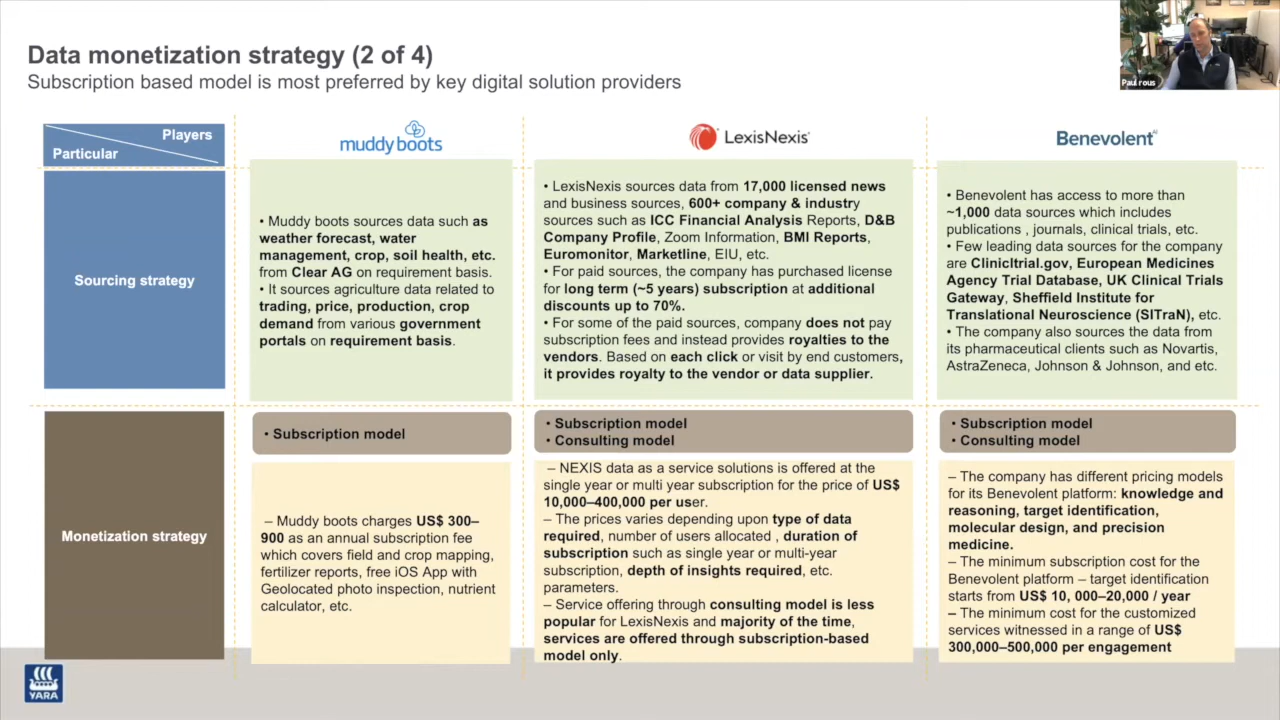 Data monetization strategy (2 of 4)
Subscription based model is most preferred by key digital solution providers
Paul rous
Players
Particular
muddy boots
LexisNexis®
Benevolent AI
Sourcing strategy
• Muddy boots sources data such as
weather forecast, water
management, crop, soil health, etc.
from Clear AG on requirement basis.
• It sources agriculture data related to
trading, price, production, crop
demand from various government
portals on requirement basis.
• LexisNexis sources data from 17,000 licensed news
and business sources, 600+ company & industry
sources such as ICC Financial Analysis Reports, D&B
Company Profile, Zoom Information, BMI Reports,
Euromonitor, Marketline, EIU, etc.
• For paid sources, the company has purchased license
for long term (~5 years) subscription at additional
discounts up to 70%.
• For some of the paid sources, company does not pay
subscription fees and instead provides royalties to the
vendors. Based on each click or visit by end customers,
it provides royalty to the vendor or data supplier.
• Benevolent has access to more than
~1,000 data sources which includes
publications , journals, clinical trials, etc.
• Few leading data sources for the company
are Clinicltrial.gov, European Medicines
Agency Trial Database, UK Clinical Trials
Gateway, Sheffield Institute for
Translational Neuroscience (SITraN), etc.
• The company also sources the data from
its pharmaceutical clients such as Novartis,
AstraZeneca, Johnson & Johnson, and etc.
Monetization strategy
• Subscription model
• Subscription model
• Consulting model
• Subscription model
• Consulting model
– Muddy boots charges US$ 300–
900 as an annual subscription fee
which covers field and crop mapping,
fertilizer reports, free iOS App with
Geolocated photo inspection, nutrient
calculator, etc.
– NEXIS data as a service solutions is offered at the
single year or multi year subscription for the price of US$
10,000–400,000 per user.
– The prices varies depending upon type of data
required, number of users allocated , duration of
subscription such as single year or multi-year
subscription, depth of insights required, etc.
parameters.
– Service offering through consulting model is less
popular for LexisNexis and majority of the time,
services are offered through subscription-based
model only.
– The company has different pricing models
for its Benevolent platform: knowledge and
reasoning, target identification,
molecular design, and precision
medicine.
– The minimum subscription cost for the
Benevolent platform – target identification
starts from US$ 10, 000–20,000 / year
– The minimum cost for the customized
services witnessed in a range of US$
300,000–500,000 per engagement
YARA